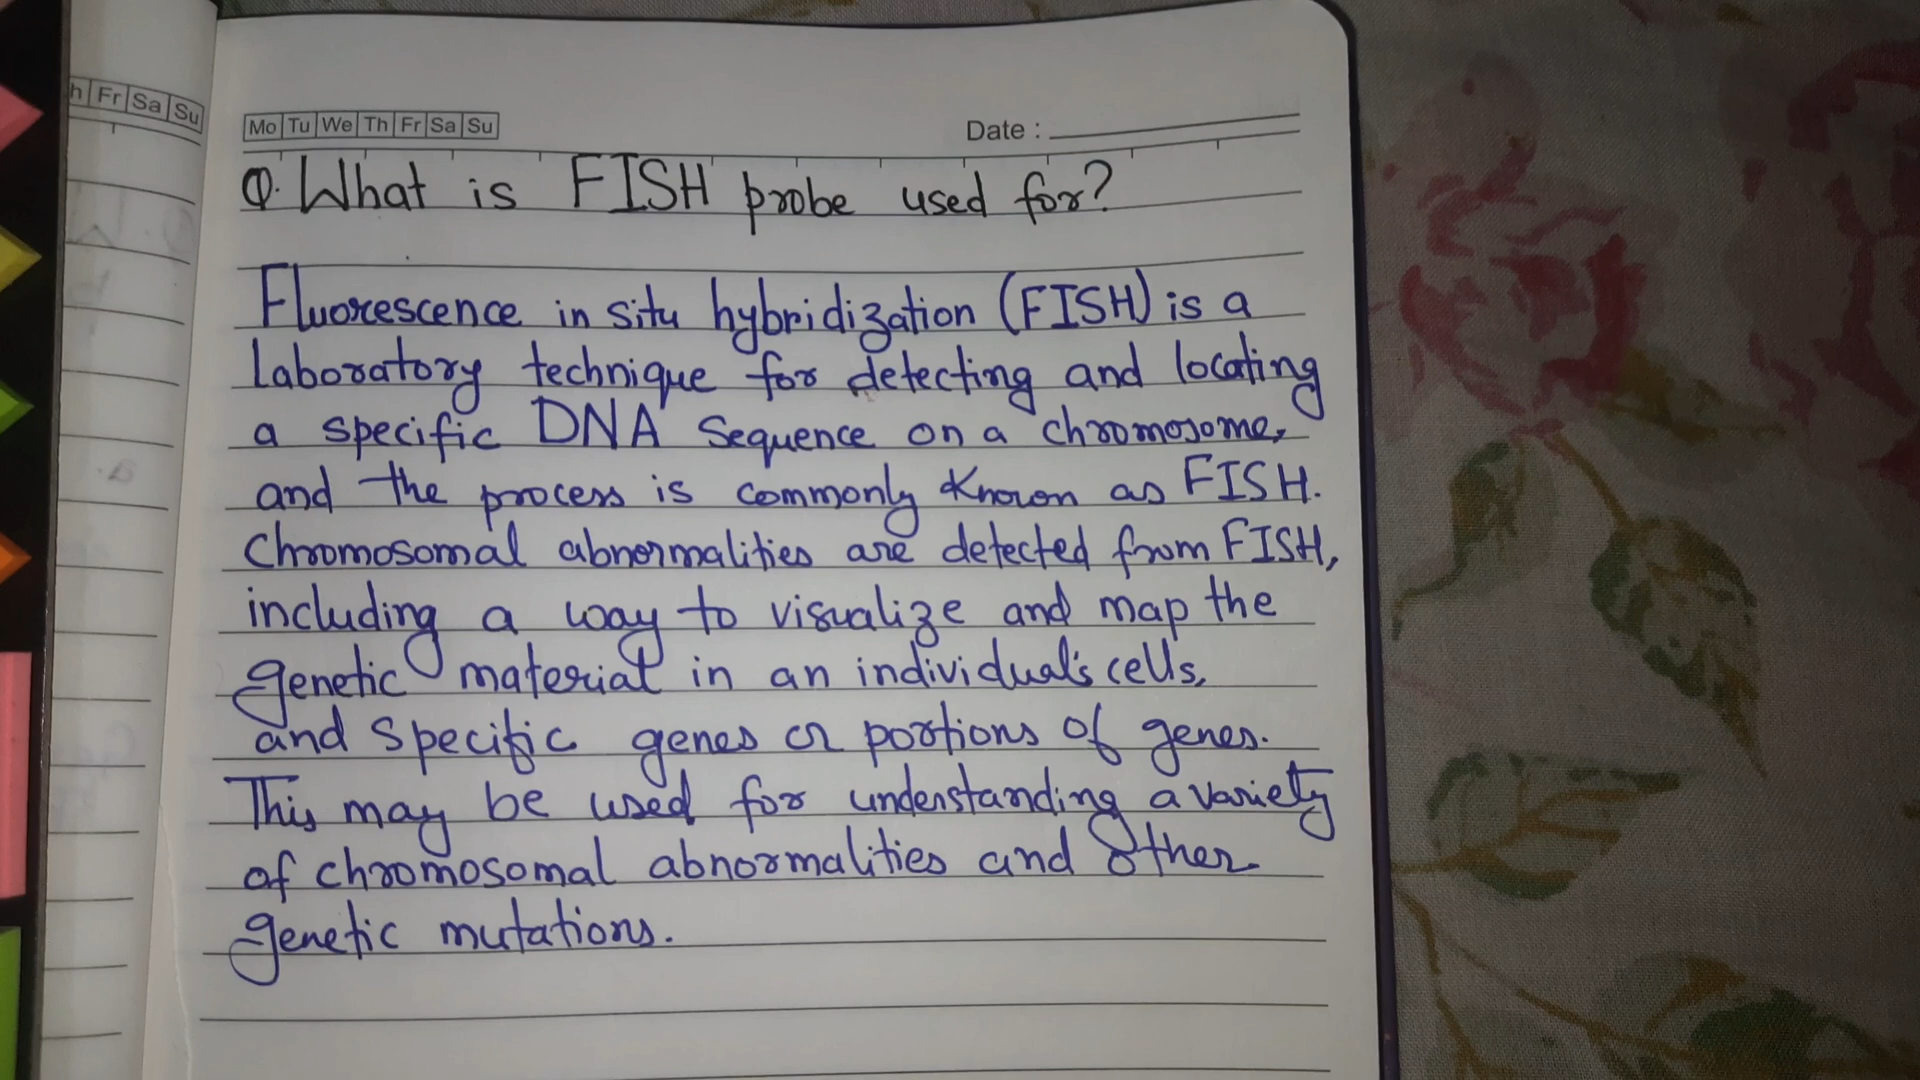 h Fr Sa Su
Mo Tu We Th Fr Sa Su
Date :
Q. What is FISH probe used for?
Fluorescence in situ hybridization (FISH) is a
laboratory technique for detecting and locating
a specific DNA sequence on a chromosome,
and the process is commonly known as FISH.
Chromosomal abnormalities are detected from FISH,
including a way to visualize and map the
genetic material in an individual's cells,
and specific genes or portions of genes.
This may be used for understanding a variety
of chromosomal abnormalities and other
genetic mutations.